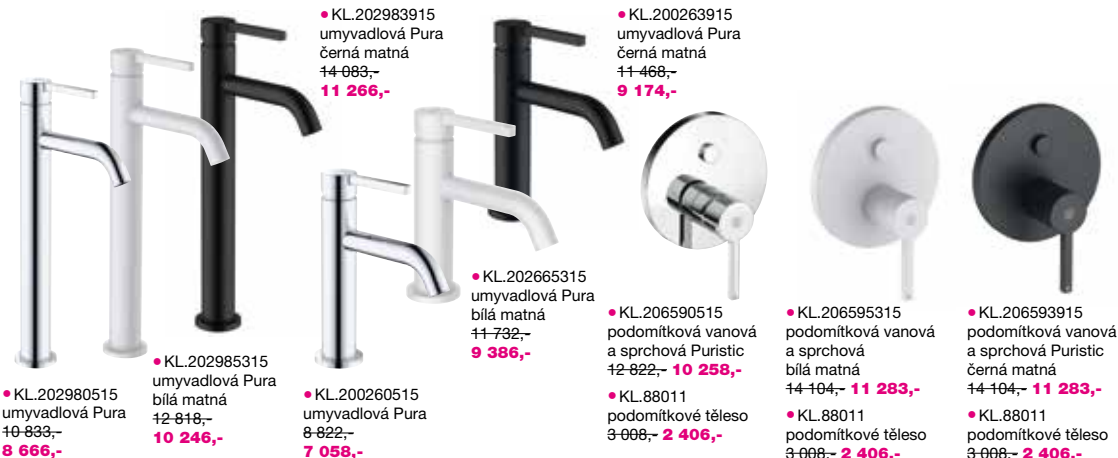 • KL.202983915
umyvadlová Pura
černá matná
14 083,-
11 266,-
• KL.200263915
umyvadlová Pura
černá matná
11 468,-
9 174,-
• KL.202980515
umyvadlová Pura
10 833,-
8 666,-
• KL.202985315
umyvadlová Pura
bílá matná
12 818,-
10 246,-
• KL.200260515
umyvadlová Pura
8 822,-
7 058,-
• KL.202665315
umyvadlová Pura
bílá matná
11 732,-
9 386,-
• KL.206590515
podomítková vanová
a sprchová Puristic
12 822,- 10 258,-
• KL.88011
podomítkové těleso
3 008,- 2 406,-
• KL.206595315
podomítková vanová
a sprchová
bílá matná
14 104,- 11 283,-
• KL.88011
podomítkové těleso
3 008,- 2 406,-
• KL.206593915
podomítková vanová
a sprchová Puristic
černá matná
14 104,- 11 283,-
• KL.88011
podomítkové těleso
3 008,- 2 406,-